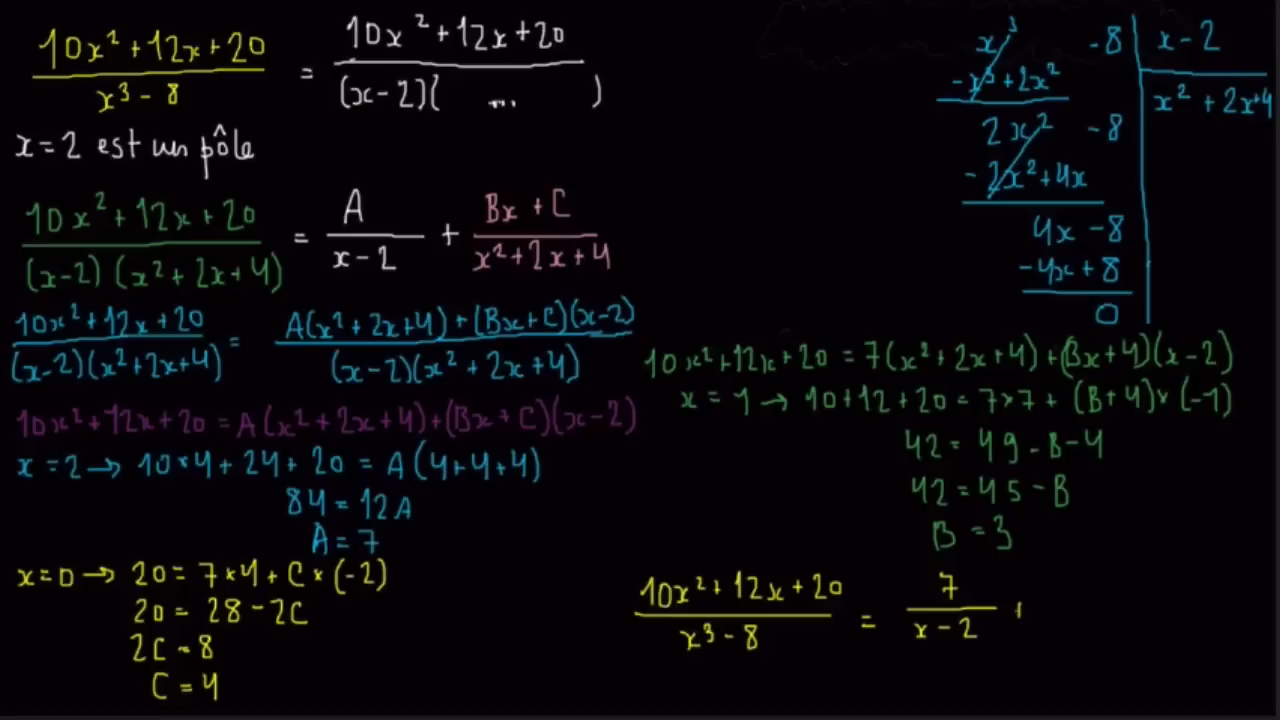 (10x² + 12x + 20)/(x³ - 8) = (10x² + 12x + 20)/((x-2)( ... ))
x = 2 est un pôle
(10x² + 12x + 20)/((x-2)(x² + 2x + 4)) = A/(x-2) + (Bx + C)/(x² + 2x + 4)
(10x² + 12x + 20)/((x-2)(x² + 2x + 4)) = (A(x² + 2x + 4) + (Bx + C)(x-2))/((x-2)(x² + 2x + 4))
10x² + 12x + 20 = A(x² + 2x + 4) + (Bx + C)(x-2)
x = 2 → 10 × 4 + 24 + 20 = A(4 + 4 + 4)
84 = 12A
A = 7
x = 0 → 20 = 7 × 4 + C × (-2)
20 = 28 - 2C
2C = 8
C = 4
x³ - 8 | x - 2
- x³ + 2x² | x² + 2x + 4
2x² - 8
- 2x² + 4x
4x - 8
- 4x + 8
0
10x² + 12x + 20 = 7(x² + 2x + 4) + (Bx + 4)(x - 2)
x = 1 → 10 + 12 + 20 = 7 × 7 + (B + 4) × (-1)
42 = 49 - B - 4
42 = 45 - B
B = 3
(10x² + 12x + 20)/(x³ - 8) = 7/(x - 2) +